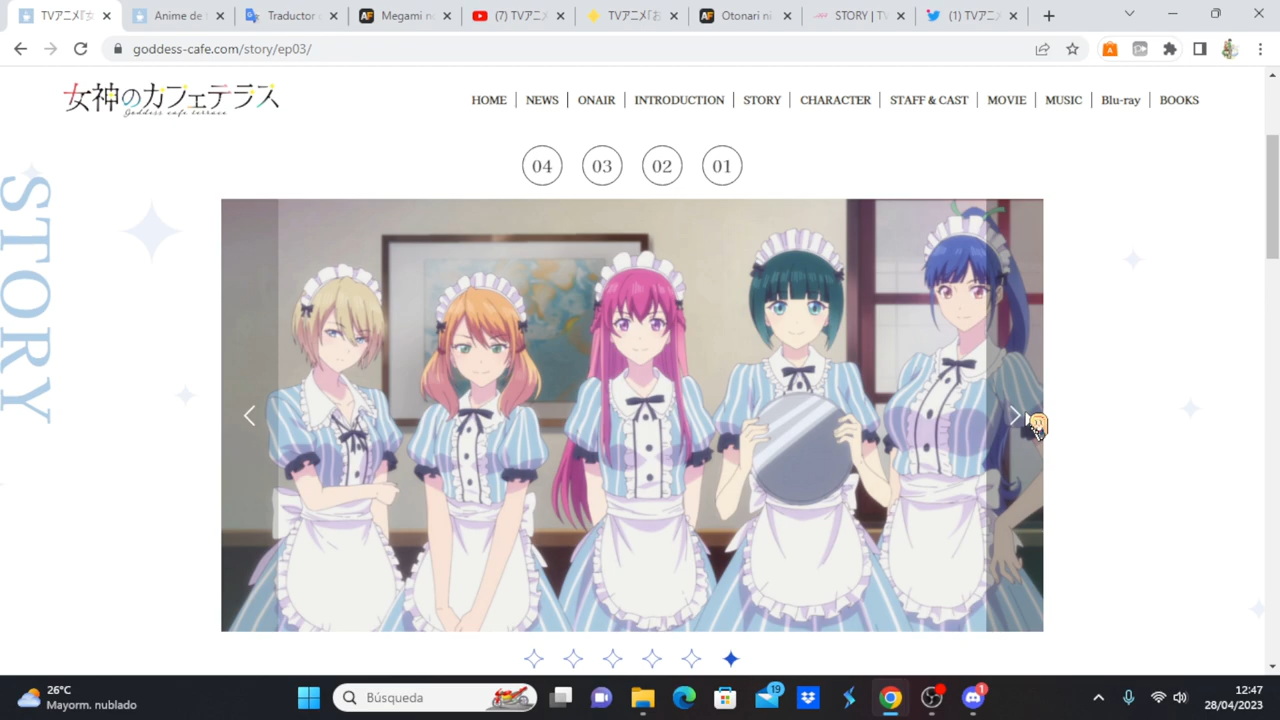 TVアニメ『女
Anime de t
Traductor d
Megami no
(7) TVアニメ
TVアニメ『お
Otonari ni
STORY | TV
(1) TVアニメ
goddess-cafe.com/story/ep03/
女神のカフェテラス
Goddess cafe terrace
HOME
NEWS
ONAIR
INTRODUCTION
STORY
CHARACTER
STAFF & CAST
MOVIE
MUSIC
Blu-ray
BOOKS
04
03
02
01
STORY
26°C
Mayorm. nublado
Búsqueda
19
1
12:47
28/04/2023